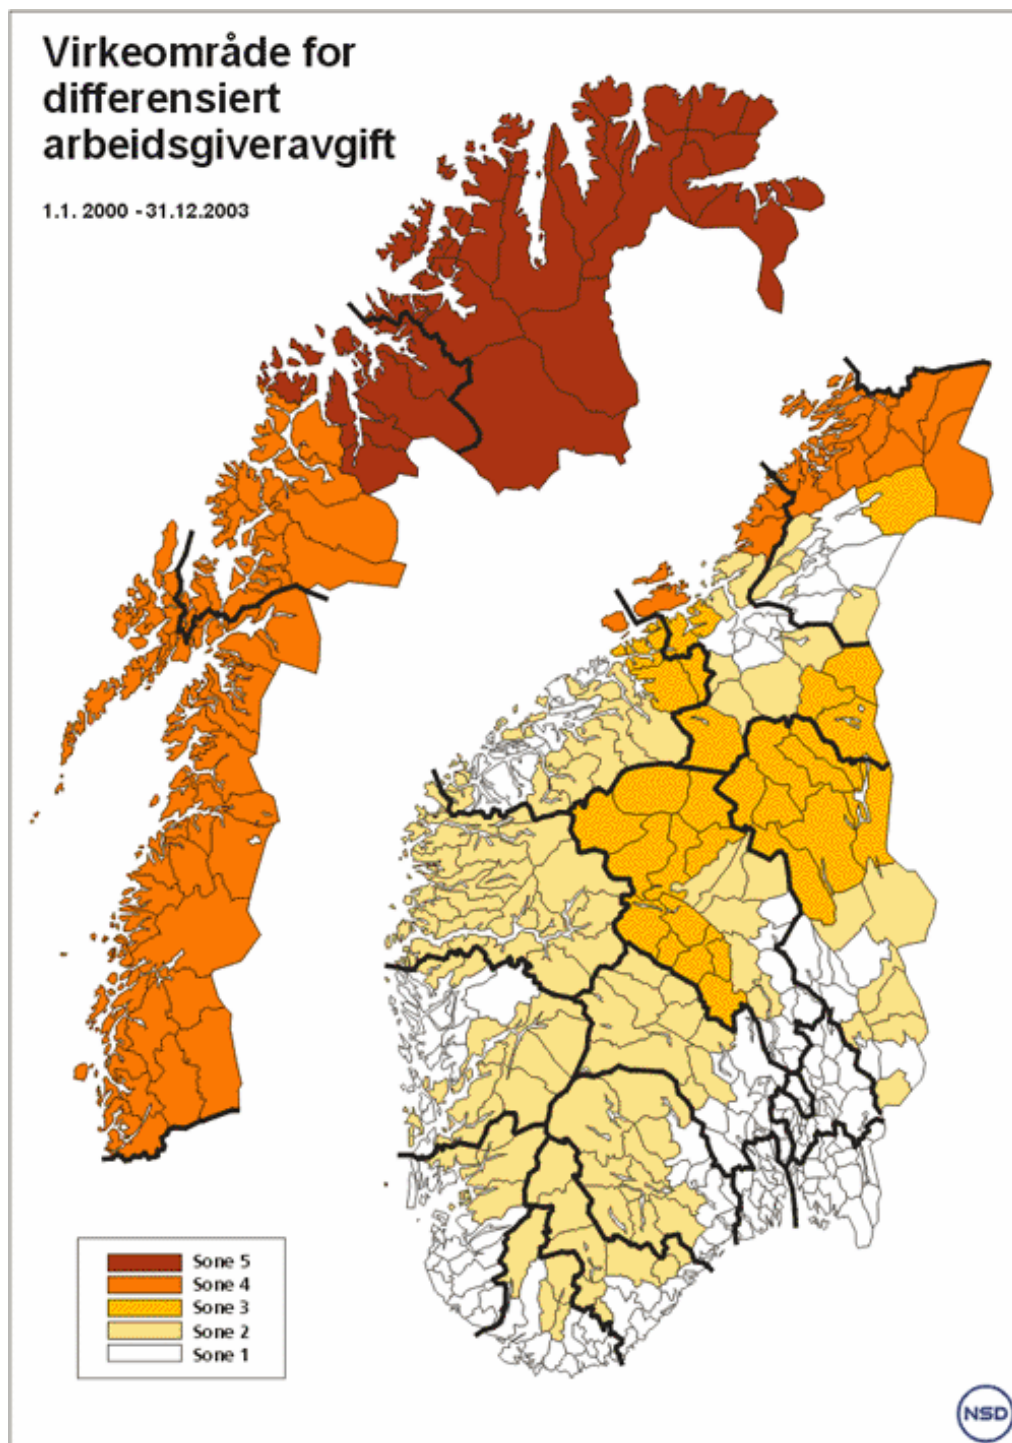 Virkeområde for
differensiert
arbeidsgiveravgift
1.1. 2000 -31.12.2003
Sone 5
Sone 4
Sone 3
Sone 2
Sone 1
NSD